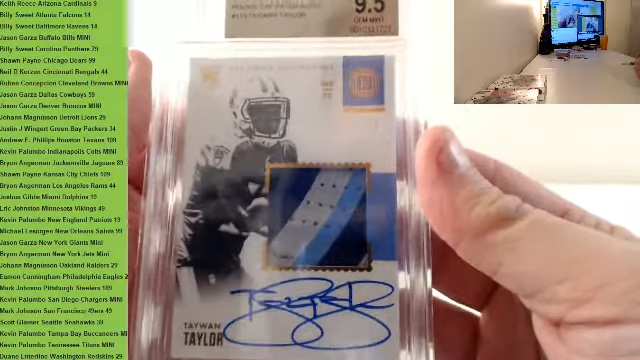 Keith Reece Arizona Cardinals 9
Billy Sweet Atlanta Falcons 14
Billy Sweet Baltimore Ravens 14
Jason Garza Buffalo Bills MINI
Billy Sweet Carolina Panthers 79
Shawn Payne Chicago Bears 99
Neil D Korzun Cincinnati Bengals 44
Ruben Concepcion Cleveland Browns MINI
Jason Garza Dallas Cowboys 59
Jason Garza Denver Broncos MINI
Johann Magnusson Detroit Lions 29
Justin J Wingert Green Bay Packers 34
Andrew E. Phillips Houston Texans 109
Kevin Palumbo Indianapolis Colts MINI
Bryon Angerman Jacksonville Jaguars 89
Shawn Payne Kansas City Chiefs 109
Bryon Angerman Los Angeles Rams 44
Joshua Gibbs Miami Dolphins 19
Eric Johnston Minnesota Vikings 49
Kevin Palumbo New England Patriots 19
Michael Lesorgen New Orleans Saints 99
Jason Garza New York Giants Mini
Bryon Angerman New York Jets Mini
Johann Magnusson Oakland Raiders 29
Eamon Cunningham Philadelphia Eagles 2
Mark Johnson Pittsburgh Steelers 109
Kevin Palumbo San Diego Chargers MINI
Mark Johnson San Francisco 49ers 49
Scott Glasser Seattle Seahawks 39
Kevin Palumbo Tampa Bay Buccaneers MI
Kevin Palumbo Tennessee Titans MINI
Duane Enterline Washington Redskins 29
9.5
GEM MINT
TAYWAN
TAYLOR